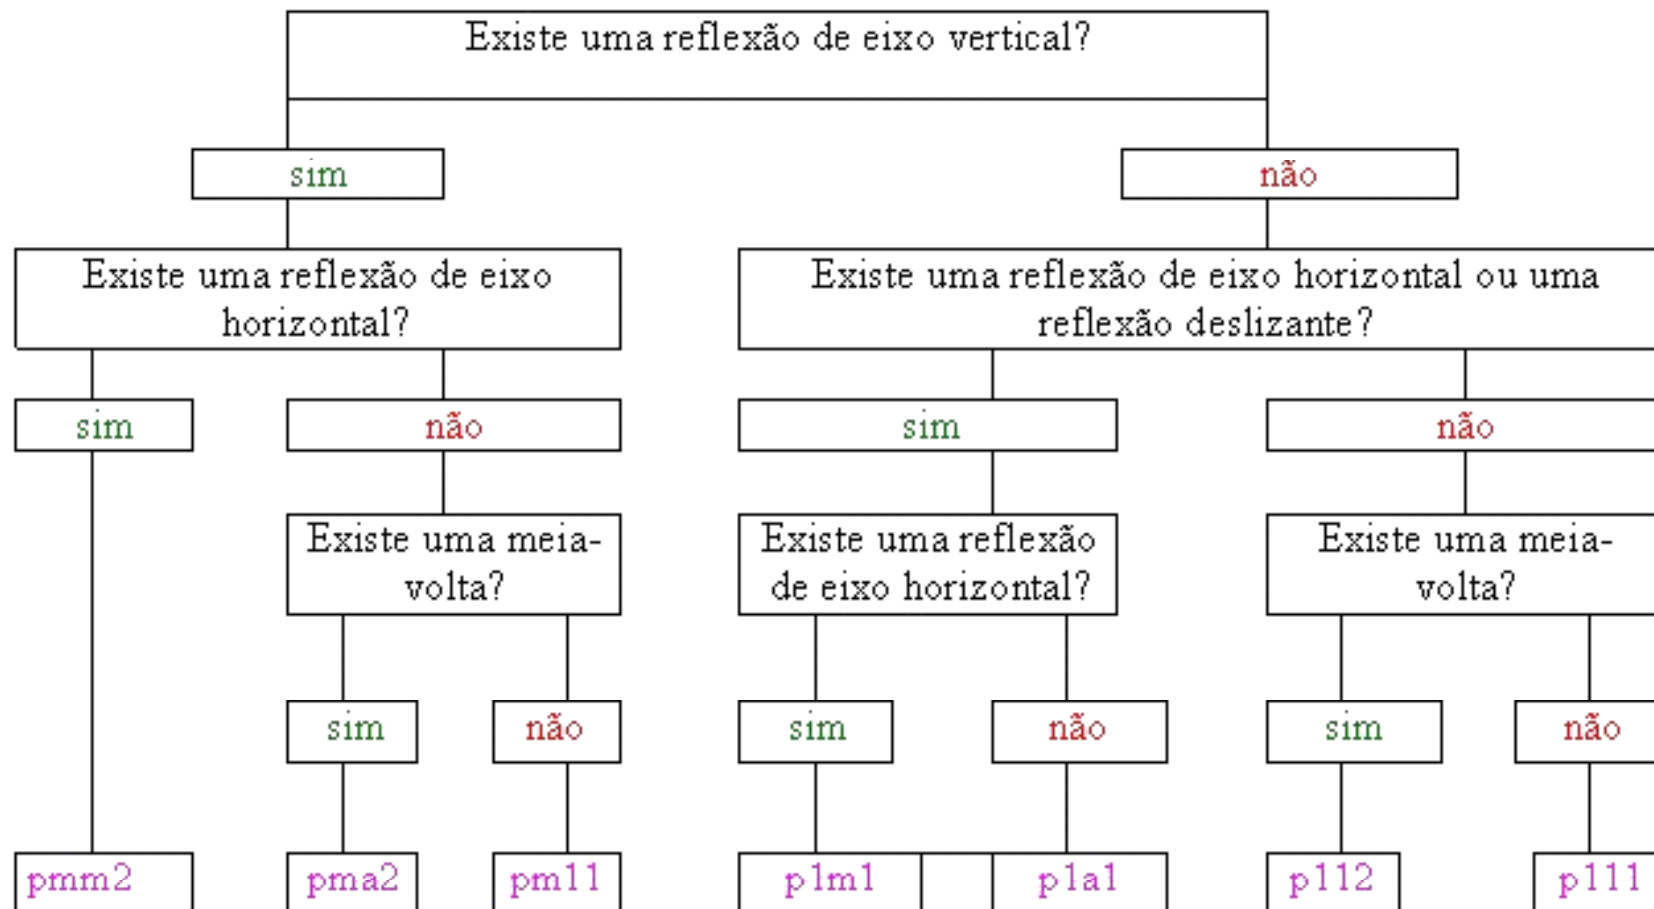 Existe uma reflexão de eixo vertical?
sim
não
Existe uma reflexão de eixo
horizontal?
Existe uma reflexão de eixo horizontal ou uma
reflexão deslizante?
sim
não
sim
não
Existe uma meia-
volta?
Existe uma reflexão
de eixo horizontal?
Existe uma meia-
volta?
sim
não
sim
não
sim
não
pmm2
pma2
pm11
p1m1
p1a1
p112
p111